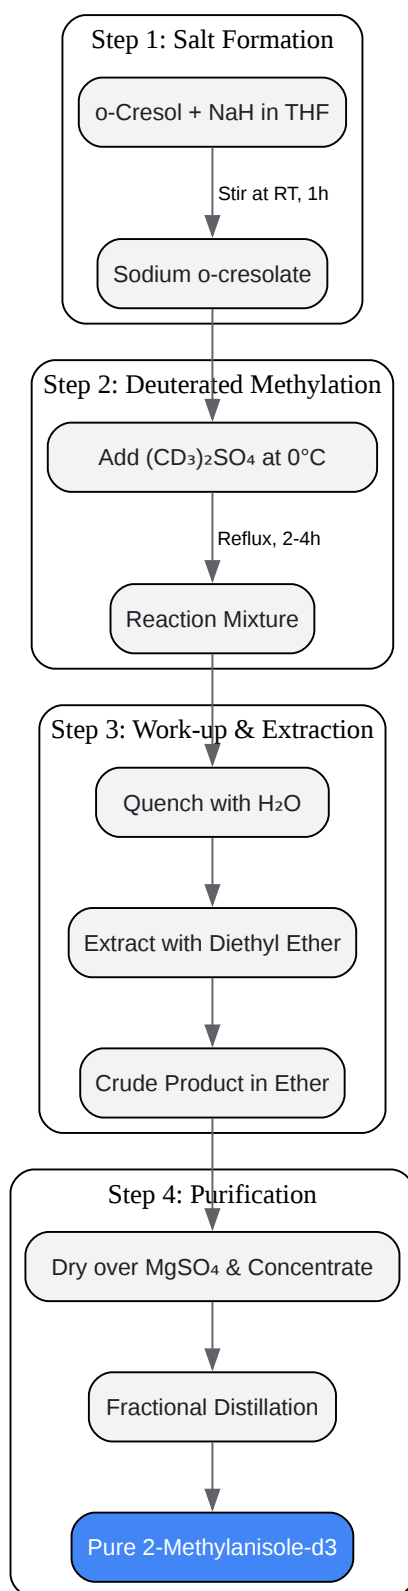 Step 1: Salt Formation
o-Cresol + NaH in THF
Stir at RT, 1h
Sodium o-cresolate
Step 2: Deuterated Methylation
Add (CD₃)₂SO₄ at 0°C
Reflux, 2-4h
Reaction Mixture
Step 3: Work-up & Extraction
Quench with H₂O
Extract with Diethyl Ether
Crude Product in Ether
Step 4: Purification
Dry over MgSO₄ & Concentrate
Fractional Distillation
Pure 2-Methylanisole-d3